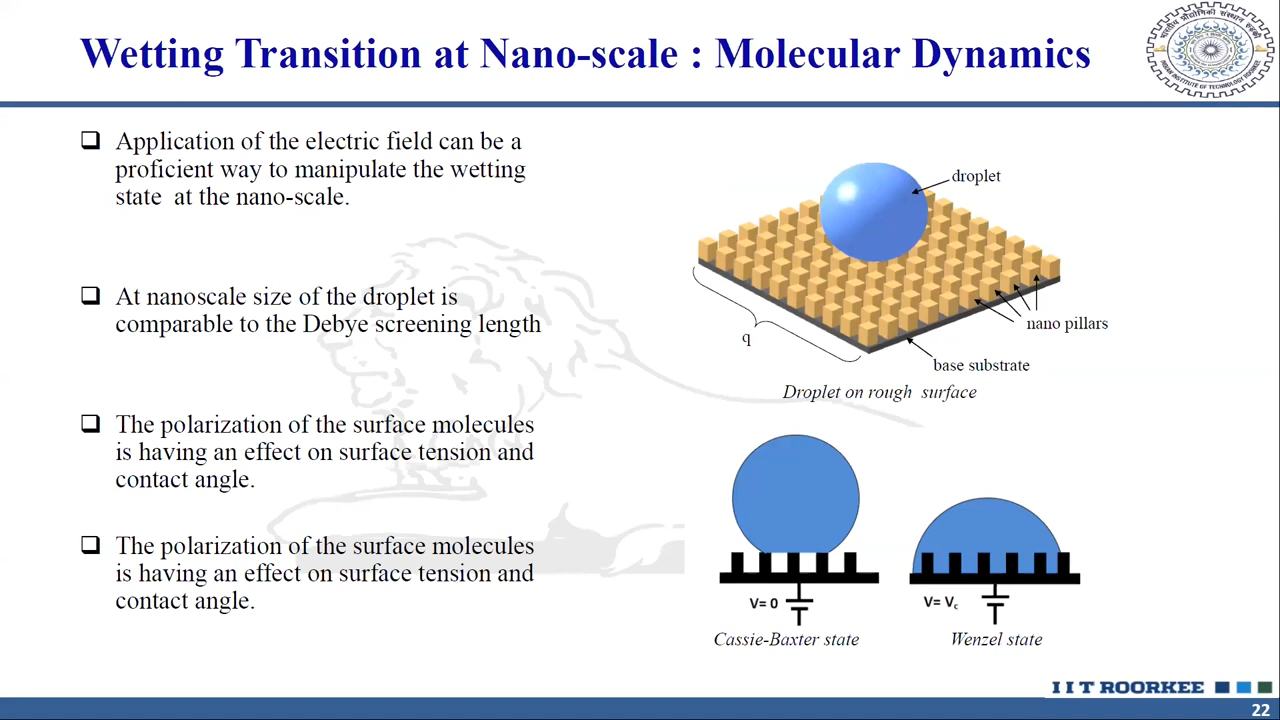 Wetting Transition at Nano-scale : Molecular Dynamics
❑ Application of the electric field can be a
proficient way to manipulate the wetting
state at the nano-scale.
❑ At nanoscale size of the droplet is
comparable to the Debye screening length
❑ The polarization of the surface molecules
is having an effect on surface tension and
contact angle.
❑ The polarization of the surface molecules
is having an effect on surface tension and
contact angle.
droplet
nano pillars
q
base substrate
Droplet on rough surface
V= 0
V= Vc
Cassie-Baxter state
Wenzel state
I I T ROORKEE
22